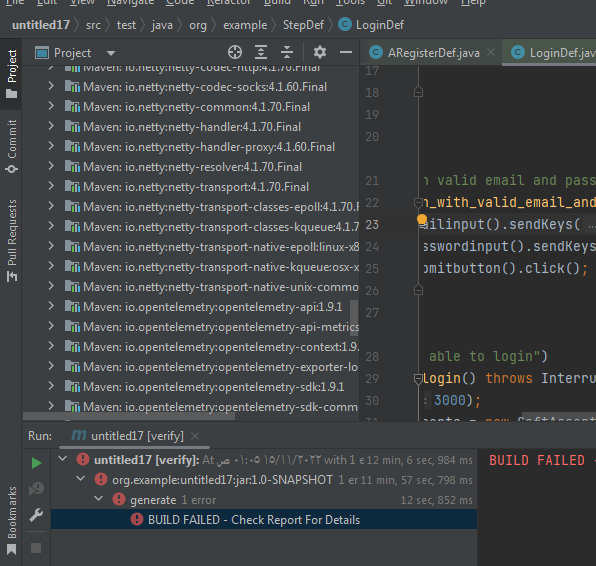 File Edit View Navigate Code Refactor Build Run Tools Git Window Help
untitled17 src test java org example StepDef LoginDef
Project
ARegisterDef.java
LoginDef.java
Project
Commit
Pull Requests
Bookmarks
Maven: io.netty:netty-codec-http:4.1.70.Final
Maven: io.netty:netty-codec-socks:4.1.60.Final
Maven: io.netty:netty-common:4.1.70.Final
Maven: io.netty:netty-handler:4.1.70.Final
Maven: io.netty:netty-handler-proxy:4.1.60.Final
Maven: io.netty:netty-resolver:4.1.70.Final
Maven: io.netty:netty-transport:4.1.70.Final
Maven: io.netty:netty-transport-classes-epoll:4.1.70.F
Maven: io.netty:netty-transport-classes-kqueue:4.1.7
Maven: io.netty:netty-transport-native-epoll:linux-x8
Maven: io.netty:netty-transport-native-kqueue:osx-x
Maven: io.netty:netty-transport-native-unix-commo
Maven: io.opentelemetry:opentelemetry-api:1.9.1
Maven: io.opentelemetry:opentelemetry-api-metrics
Maven: io.opentelemetry:opentelemetry-context:1.9.
Maven: io.opentelemetry:opentelemetry-exporter-lo
Maven: io.opentelemetry:opentelemetry-sdk:1.9.1
Maven: io.opentelemetry:opentelemetry-sdk-comm
17
18
19
20
21 n valid email and pass
22 n_with_valid_email_and
23 ailinput().sendKeys( ...
24 sswordinput().sendKeys
25 omitbutton().click();
26
27
28 able to login")
29 login() throws Interru
30 : 3000);
31 serts = new SoftAssert
Run: untitled17 [verify]
untitled17 [verify]: At ١٥/١١/٢٠٢٢ ٠١:٠٥ ص with 1 e 12 min, 6 sec, 984 ms
org.example:untitled17:jar:1.0-SNAPSHOT 1 err 11 min, 57 sec, 798 ms
generate 1 error 12 sec, 852 ms
BUILD FAILED - Check Report For Details
BUILD FAILED